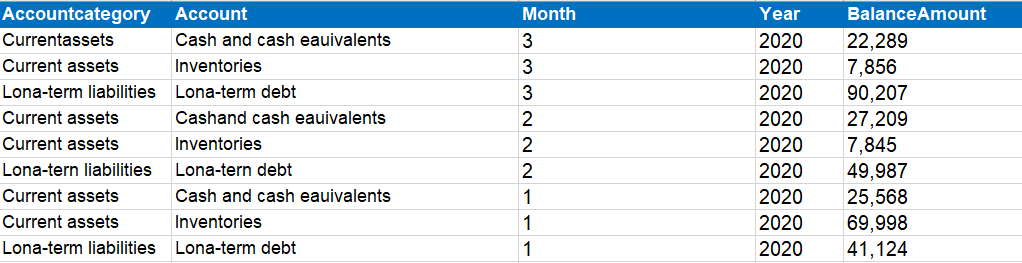 Accountcategory Account Month Year BalanceAmount
Currentassets Cash and cash eauivalents 3 2020 22,289
Current assets Inventories 3 2020 7,856
Lona-term liabilities Lona-term debt 3 2020 90,207
Current assets Cashand cash eauivalents 2 2020 27,209
Current assets Inventories 2 2020 7,845
Lona-tern liabilities Lona-tern debt 2 2020 49,987
Current assets Cash and cash eauivalents 1 2020 25,568
Current assets Inventories 1 2020 69,998
Lona-term liabilities Lona-term debt 1 2020 41,124